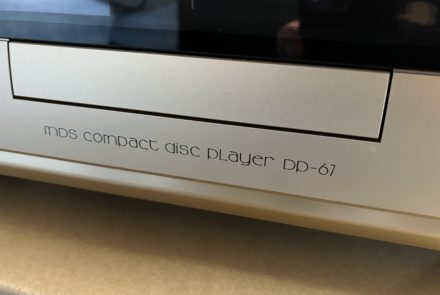 MDS compact disc player DP-67